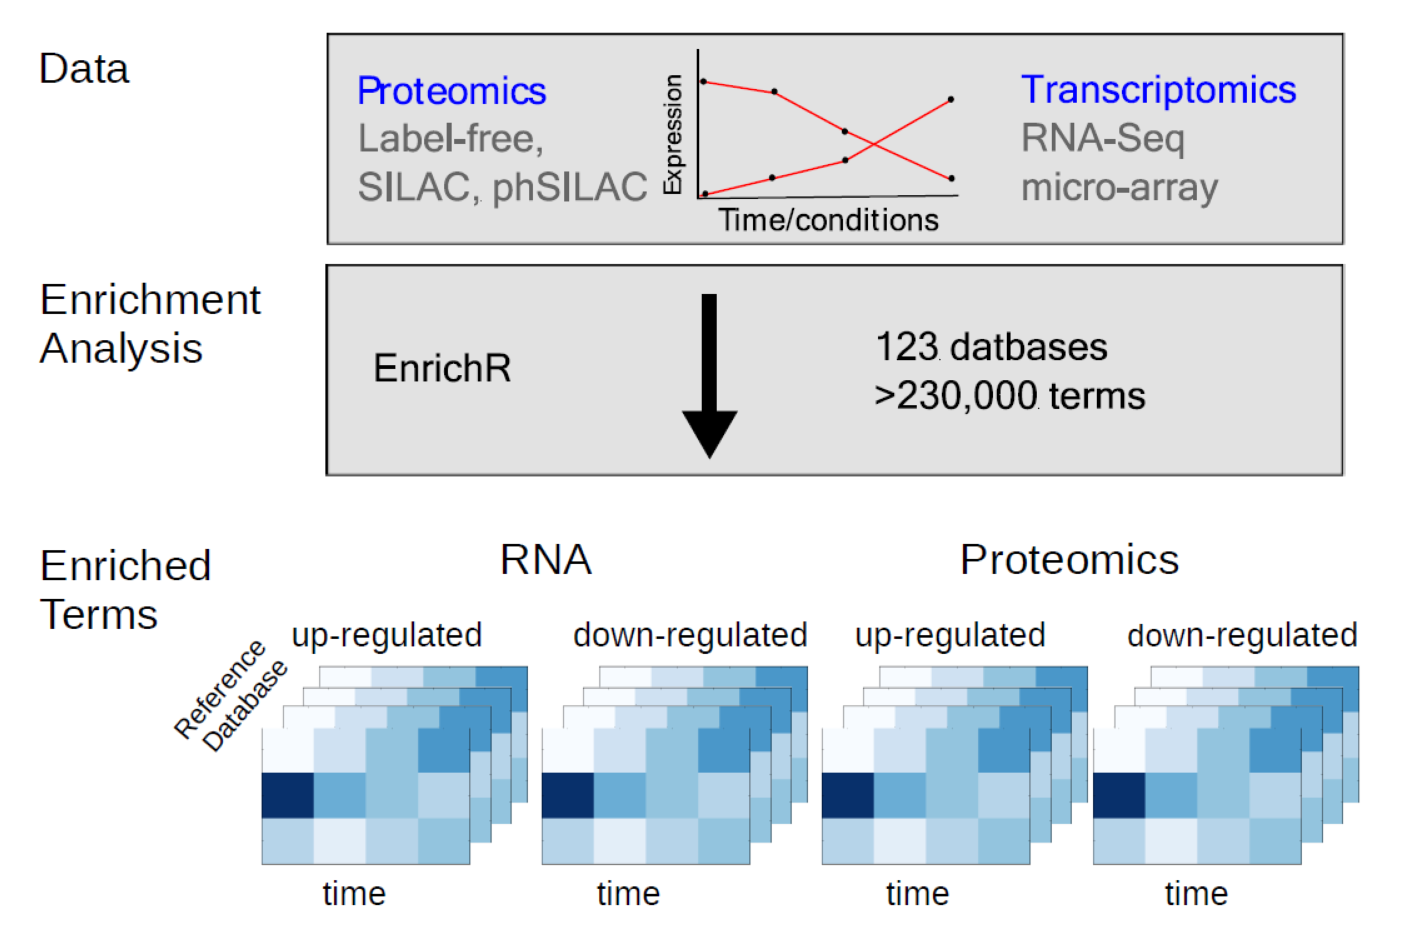 Data
Proteomics
Label-free,
SILAC, phSILAC
Expression
Time/conditions
Transcriptomics
RNA-Seq
micro-array
Enrichment
Analysis
EnrichR
123 datbases
>230,000 terms
Enriched
Terms
RNA
Proteomics
Reference
Database
up-regulated
down-regulated
up-regulated
down-regulated
time
time
time
time